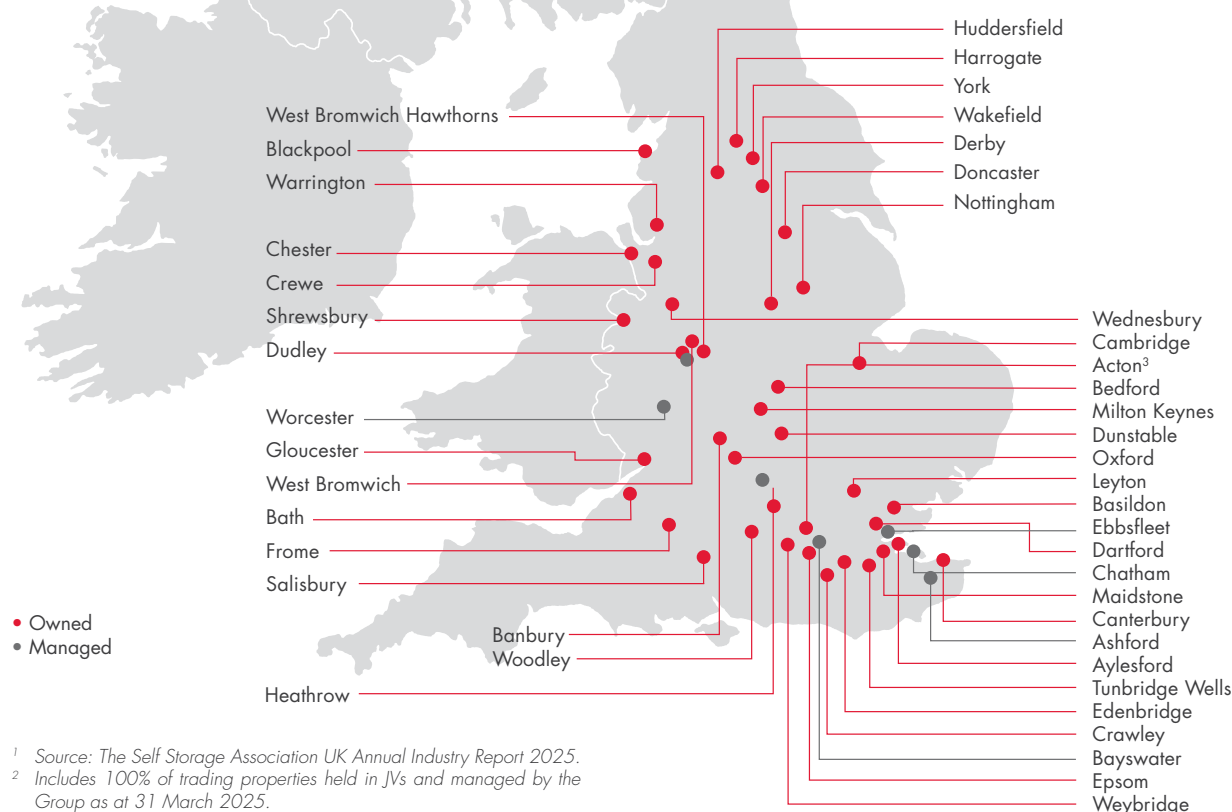 Huddersfield
Harrogate
York
Wakefield
Derby
Doncaster
Nottingham
West Bromwich Hawthorns
Blackpool
Warrington
Chester
Crewe
Shrewsbury
Dudley
Worcester
Gloucester
West Bromwich
Bath
Frome
Salisbury
Wednesbury
Cambridge
Acton³
Bedford
Milton Keynes
Dunstable
Oxford
Leyton
Basildon
Ebbsfleet
Dartford
Chatham
Maidstone
Canterbury
Ashford
Aylesford
Tunbridge Wells
Edenbridge
Crawley
Bayswater
Epsom
Weybridge
Banbury
Woodley
Heathrow
Owned
Managed
¹ Source: The Self Storage Association UK Annual Industry Report 2025.
² Includes 100% of trading properties held in JVs and managed by the
Group as at 31 March 2025.